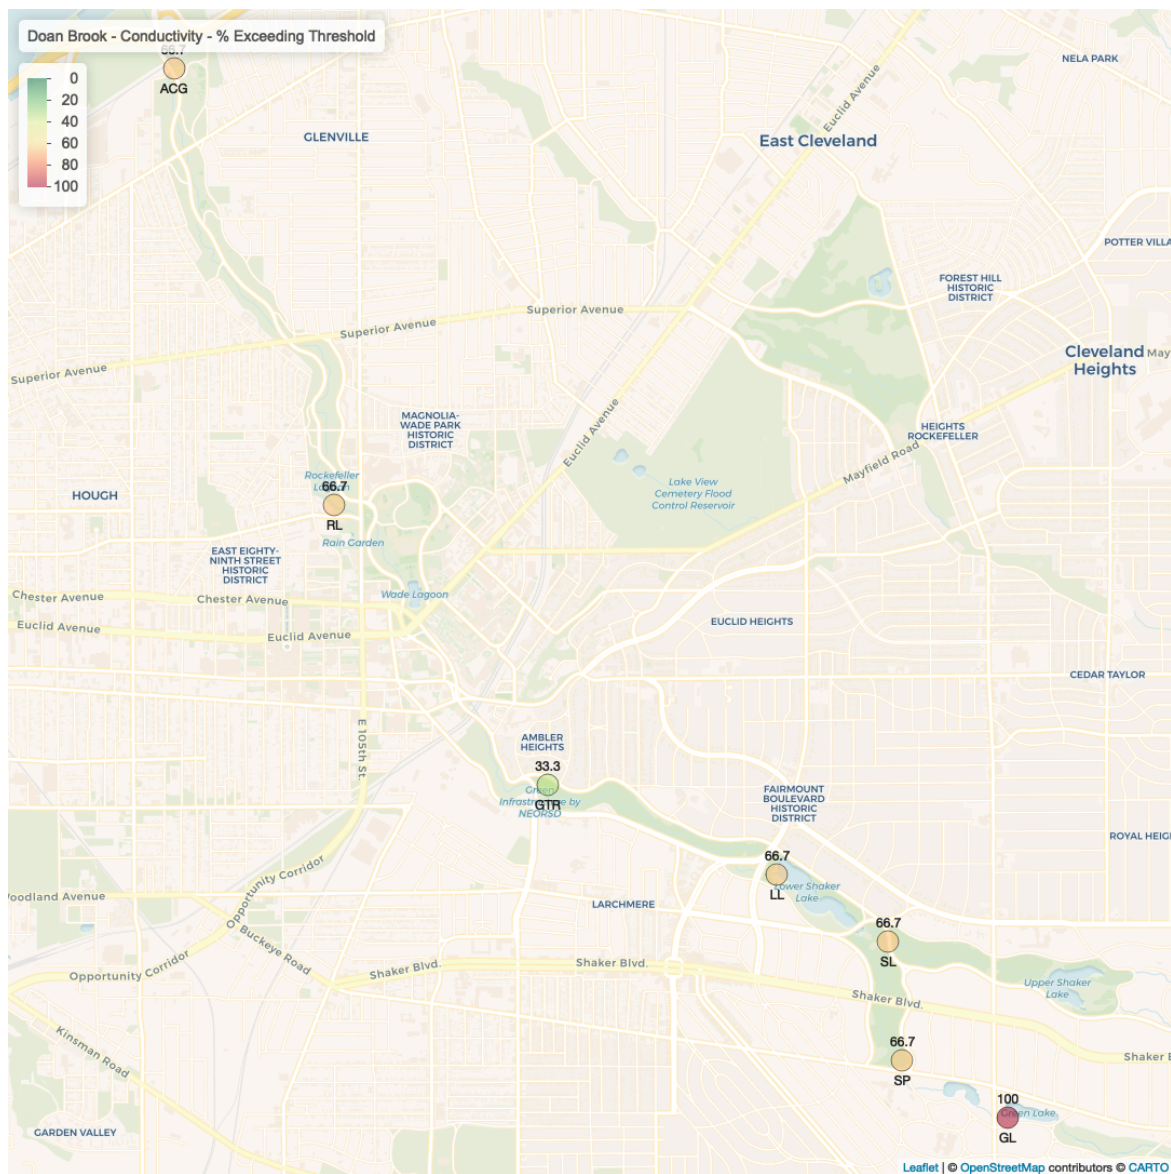 Doan Brook - Conductivity - % Exceeding Threshold
66.7
ACG
0
20
40
60
80
100
NELA PARK
Euclid Avenue
GLENVILLE
East Cleveland
POTTER VILLA
FOREST HILL
HISTORIC
DISTRICT
Superior Avenue
Superior Avenue
Superior Avenue
Cleveland
Heights
May
MAGNOLIA-
WADE PARK
HISTORIC
DISTRICT
Euclid Avenue
HEIGHTS
ROCKEFELLER
Mayfield Road
Rockefeller
66.7
RL
HOUGH
Lake View
Cemetery Flood
Control Reservoir
Rain Garden
EAST EIGHTY-
NINTH STREET
HISTORIC
DISTRICT
Wade Lagoon
Chester Avenue
Chester Avenue
Euclid Avenue
Euclid Avenue
EUCLID HEIGHTS
CEDAR TAYLOR
E 105th St.
AMBLER
HEIGHTS
33.3
GTR
Green
Infrastructure by
NEORSD
FAIRMOUNT
BOULEVARD
HISTORIC
DISTRICT
ROYAL HEIG
66.7
LL
Lower Shaker
Lake
Woodland Avenue
Opportunity Corridor
LARCHMERE
66.7
SL
Buckeye Road
Opportunity Corridor
Shaker Blvd.
Shaker Blvd.
Shaker Blvd.
Upper Shaker
Lake
Kinsman Road
66.7
SP
Shaker B
100
Green Lake
GL
GARDEN VALLEY
Leaflet | © OpenStreetMap contributors © CARTO